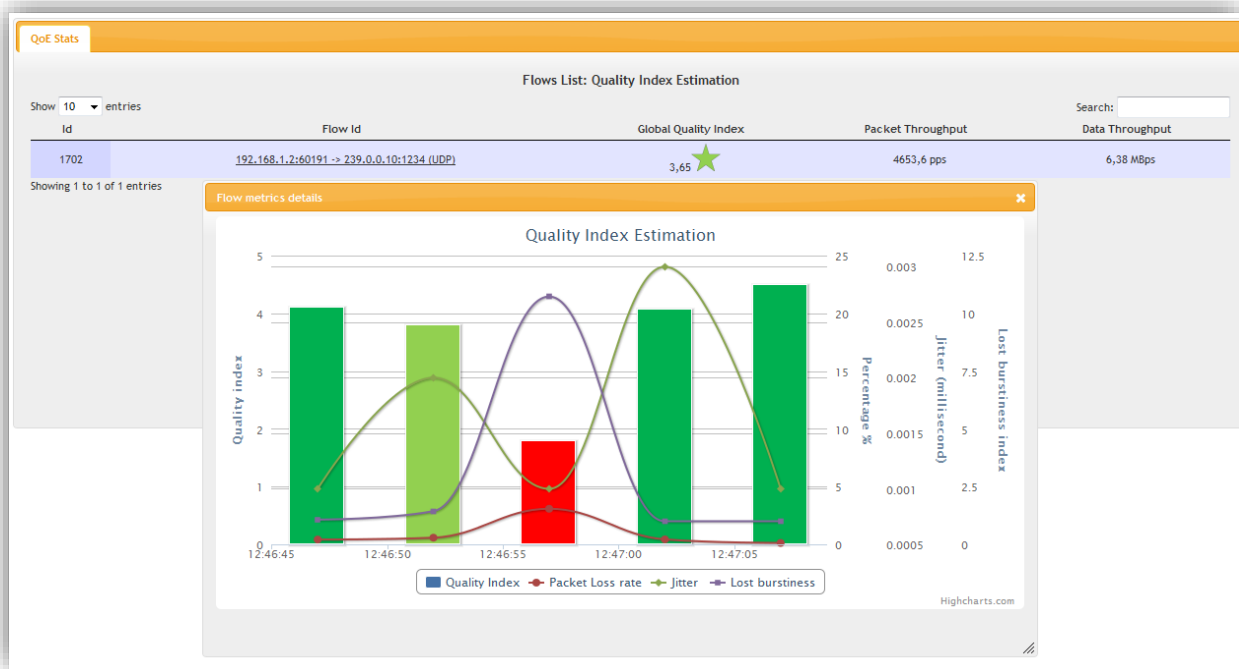 QoE Stats
Flows List: Quality Index Estimation
Show 10 entries
Search:
Id Flow Id Global Quality Index Packet Throughput Data Throughput
1702 192.168.1.2:60191 -> 239.0.0.10:1234 (UDP) 3,65 4653,6 pps 6,38 MBps
Showing 1 to 1 of 1 entries
Flow metrics details
Quality Index Estimation
5 25 0.003 12.5
4 20 0.0025 10
3 15 0.002 7.5
2 10 0.0015 5
1 5 0.001 2.5
0 0 0.0005 0
Quality index
Percentage %
Jitter (millisecond)
Lost burstiness index
12:46:45 12:46:50 12:46:55 12:47:00 12:47:05
Quality Index Packet Loss rate Jitter Lost burstiness
Highcharts.com